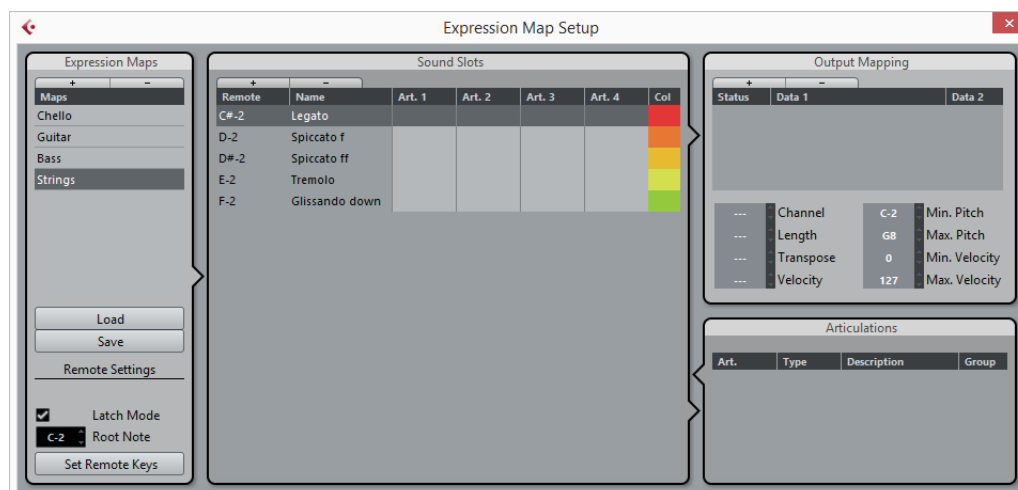 Expression Map Setup
Expression Maps
+ -
Maps
Chello
Guitar
Bass
Strings
Load
Save
Remote Settings
Latch Mode
C-2 Root Note
Set Remote Keys
Sound Slots
+ -
Remote Name Art. 1 Art. 2 Art. 3 Art. 4 Col
C#-2 Legato
D-2 Spiccato f
D#-2 Spiccato ff
E-2 Tremolo
F-2 Glissando down
Output Mapping
+ -
Status Data 1 Data 2
--- Channel C-2 Min. Pitch
--- Length G8 Max. Pitch
--- Transpose 0 Min. Velocity
--- Velocity 127 Max. Velocity
Articulations
Art. Type Description Group